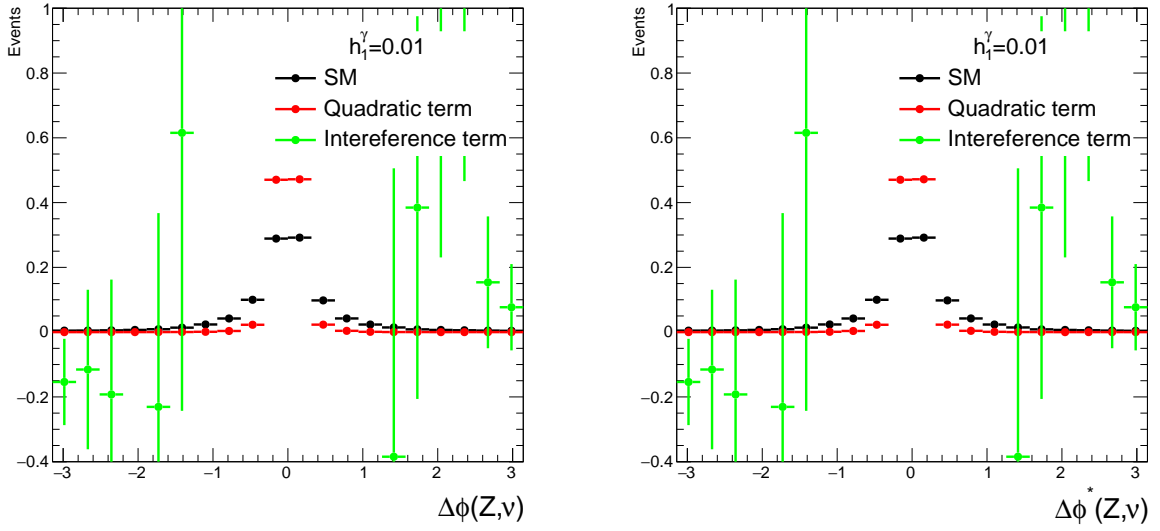 Events
h₁^γ=0.01
SM
Quadratic term
Intereference term
1
0.8
0.6
0.4
0.2
0
−0.2
−0.4
−3 −2 −1 0 1 2 3
Δϕ(Z,ν)
Events
h₁^γ=0.01
SM
Quadratic term
Intereference term
1
0.8
0.6
0.4
0.2
0
−0.2
−0.4
−3 −2 −1 0 1 2 3
Δϕ*(Z,ν)